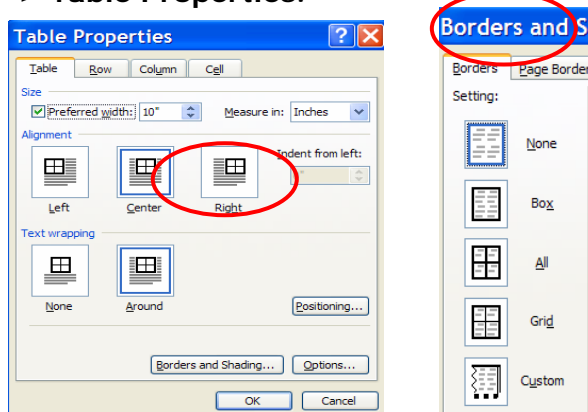 > Table Properties.
Table Properties
Table Row Column Cell
Size
Preferred width: 10" Measure in: Inches
Alignment
Indent from left:
Left Center Right
Text wrapping
None Around
Positioning...
Borders and Shading... Options...
OK Cancel
Borders and S
Borders Page Border
Setting:
None
Box
All
Grid
Custom